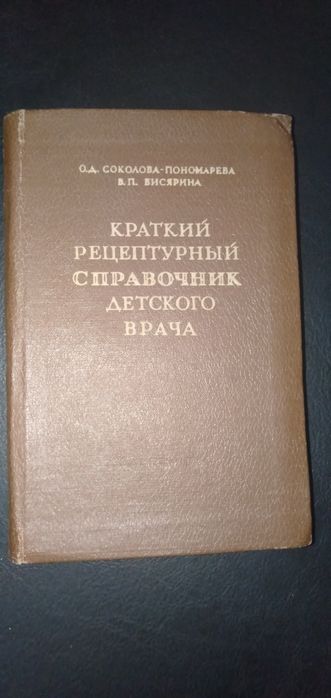 О.Д. СОКОЛОВА-ПОНОМАРЕВА
В.П. БИСЯРИНА
КРАТКИЙ
РЕЦЕПТУРНЫЙ
СПРАВОЧНИК
ДЕТСКОГО
ВРАЧА